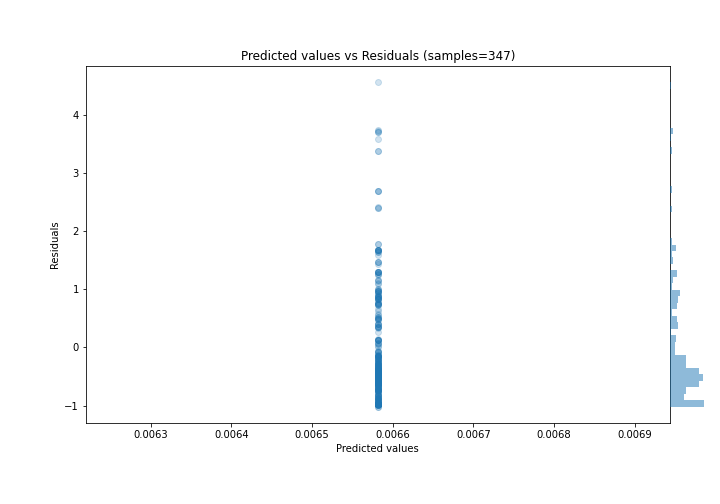 Predicted values vs Residuals (samples=347)
4
3
2
1
0
−1
Residuals
0.0063 0.0064 0.0065 0.0066 0.0067 0.0068 0.0069
Predicted values